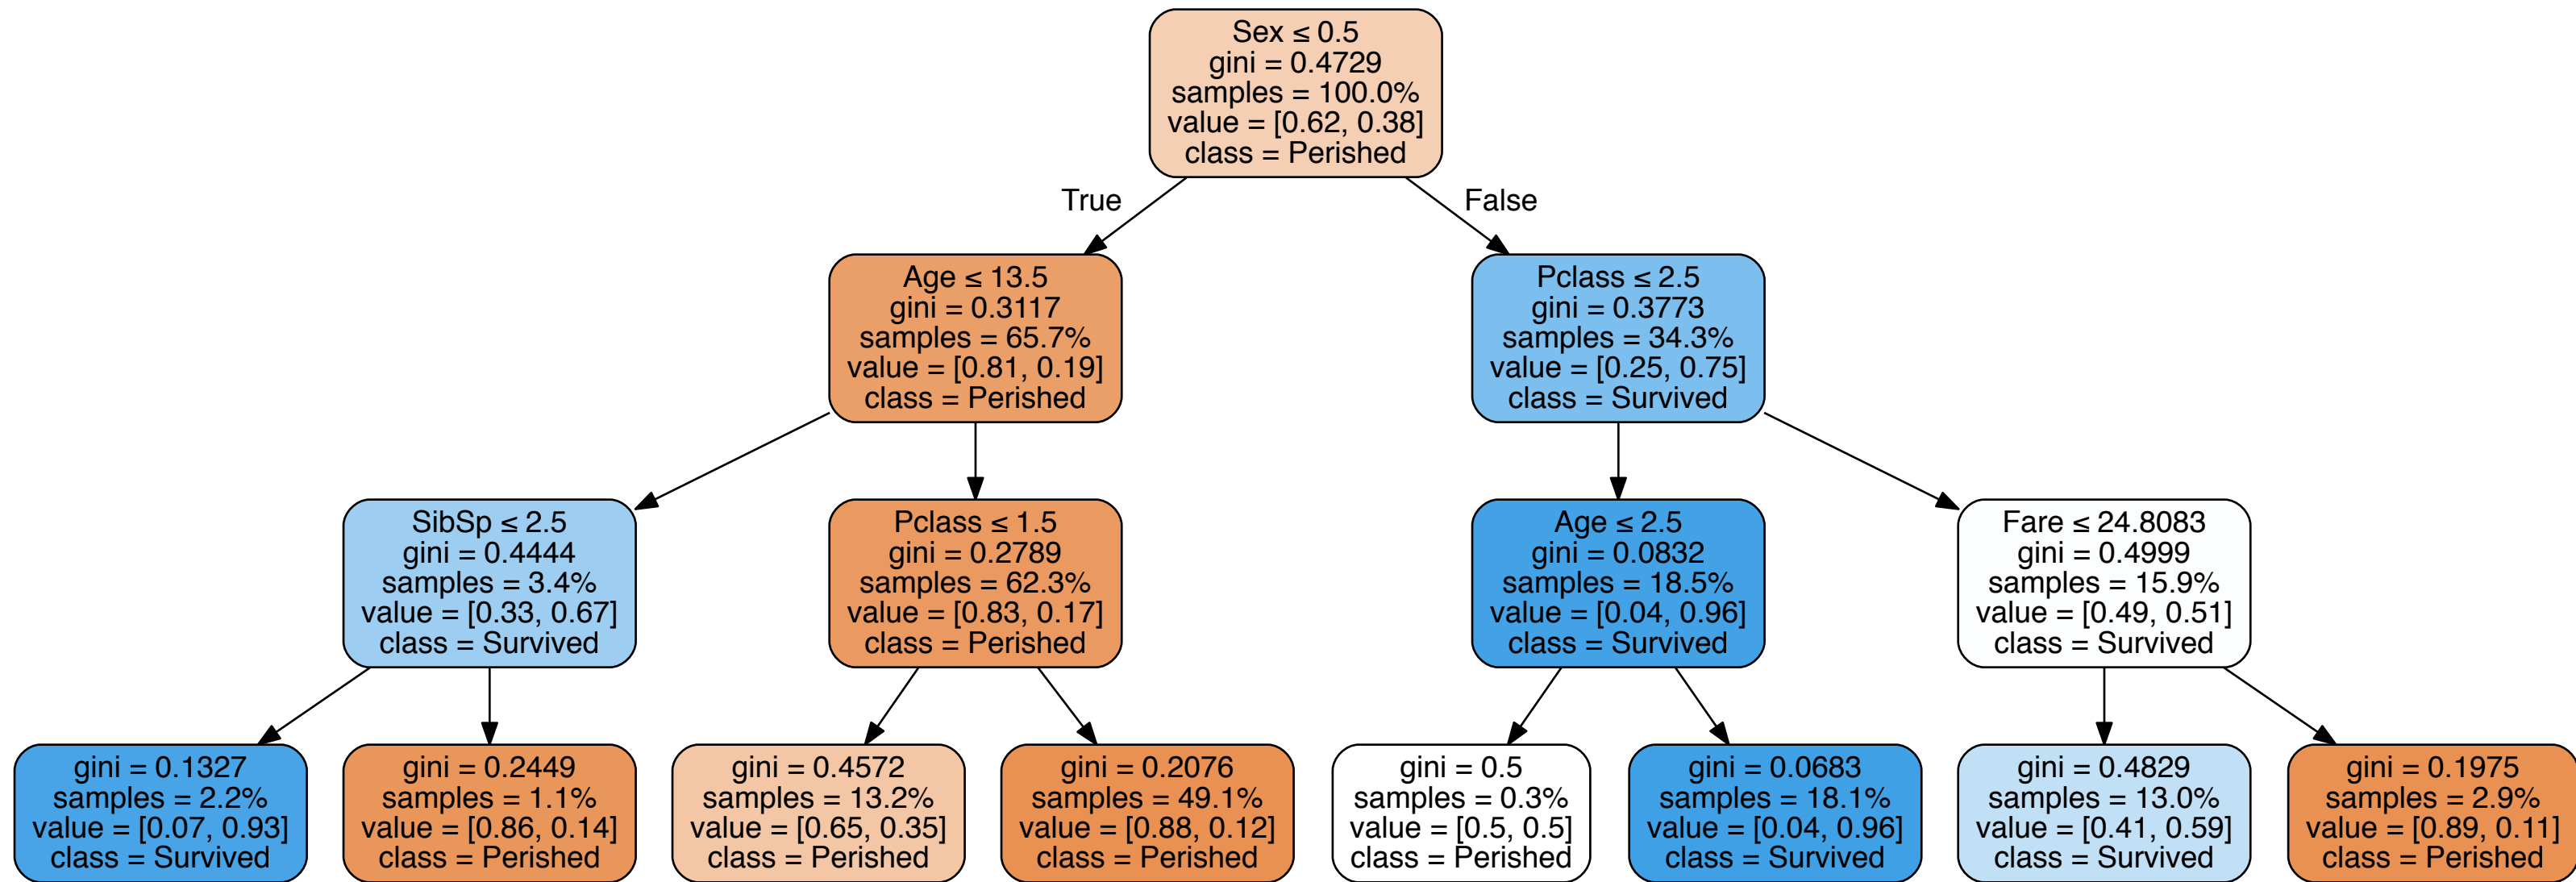 Sex ≤ 0.5
gini = 0.4729
samples = 100.0%
value = [0.62, 0.38]
class = Perished
True
False
Age ≤ 13.5
gini = 0.3117
samples = 65.7%
value = [0.81, 0.19]
class = Perished
Pclass ≤ 2.5
gini = 0.3773
samples = 34.3%
value = [0.25, 0.75]
class = Survived
SibSp ≤ 2.5
gini = 0.4444
samples = 3.4%
value = [0.33, 0.67]
class = Survived
Pclass ≤ 1.5
gini = 0.2789
samples = 62.3%
value = [0.83, 0.17]
class = Perished
Age ≤ 2.5
gini = 0.0832
samples = 18.5%
value = [0.04, 0.96]
class = Survived
Fare ≤ 24.8083
gini = 0.4999
samples = 15.9%
value = [0.49, 0.51]
class = Survived
gini = 0.1327
samples = 2.2%
value = [0.07, 0.93]
class = Survived
gini = 0.2449
samples = 1.1%
value = [0.86, 0.14]
class = Perished
gini = 0.4572
samples = 13.2%
value = [0.65, 0.35]
class = Perished
gini = 0.2076
samples = 49.1%
value = [0.88, 0.12]
class = Perished
gini = 0.5
samples = 0.3%
value = [0.5, 0.5]
class = Perished
gini = 0.0683
samples = 18.1%
value = [0.04, 0.96]
class = Survived
gini = 0.4829
samples = 13.0%
value = [0.41, 0.59]
class = Survived
gini = 0.1975
samples = 2.9%
value = [0.89, 0.11]
class = Perished